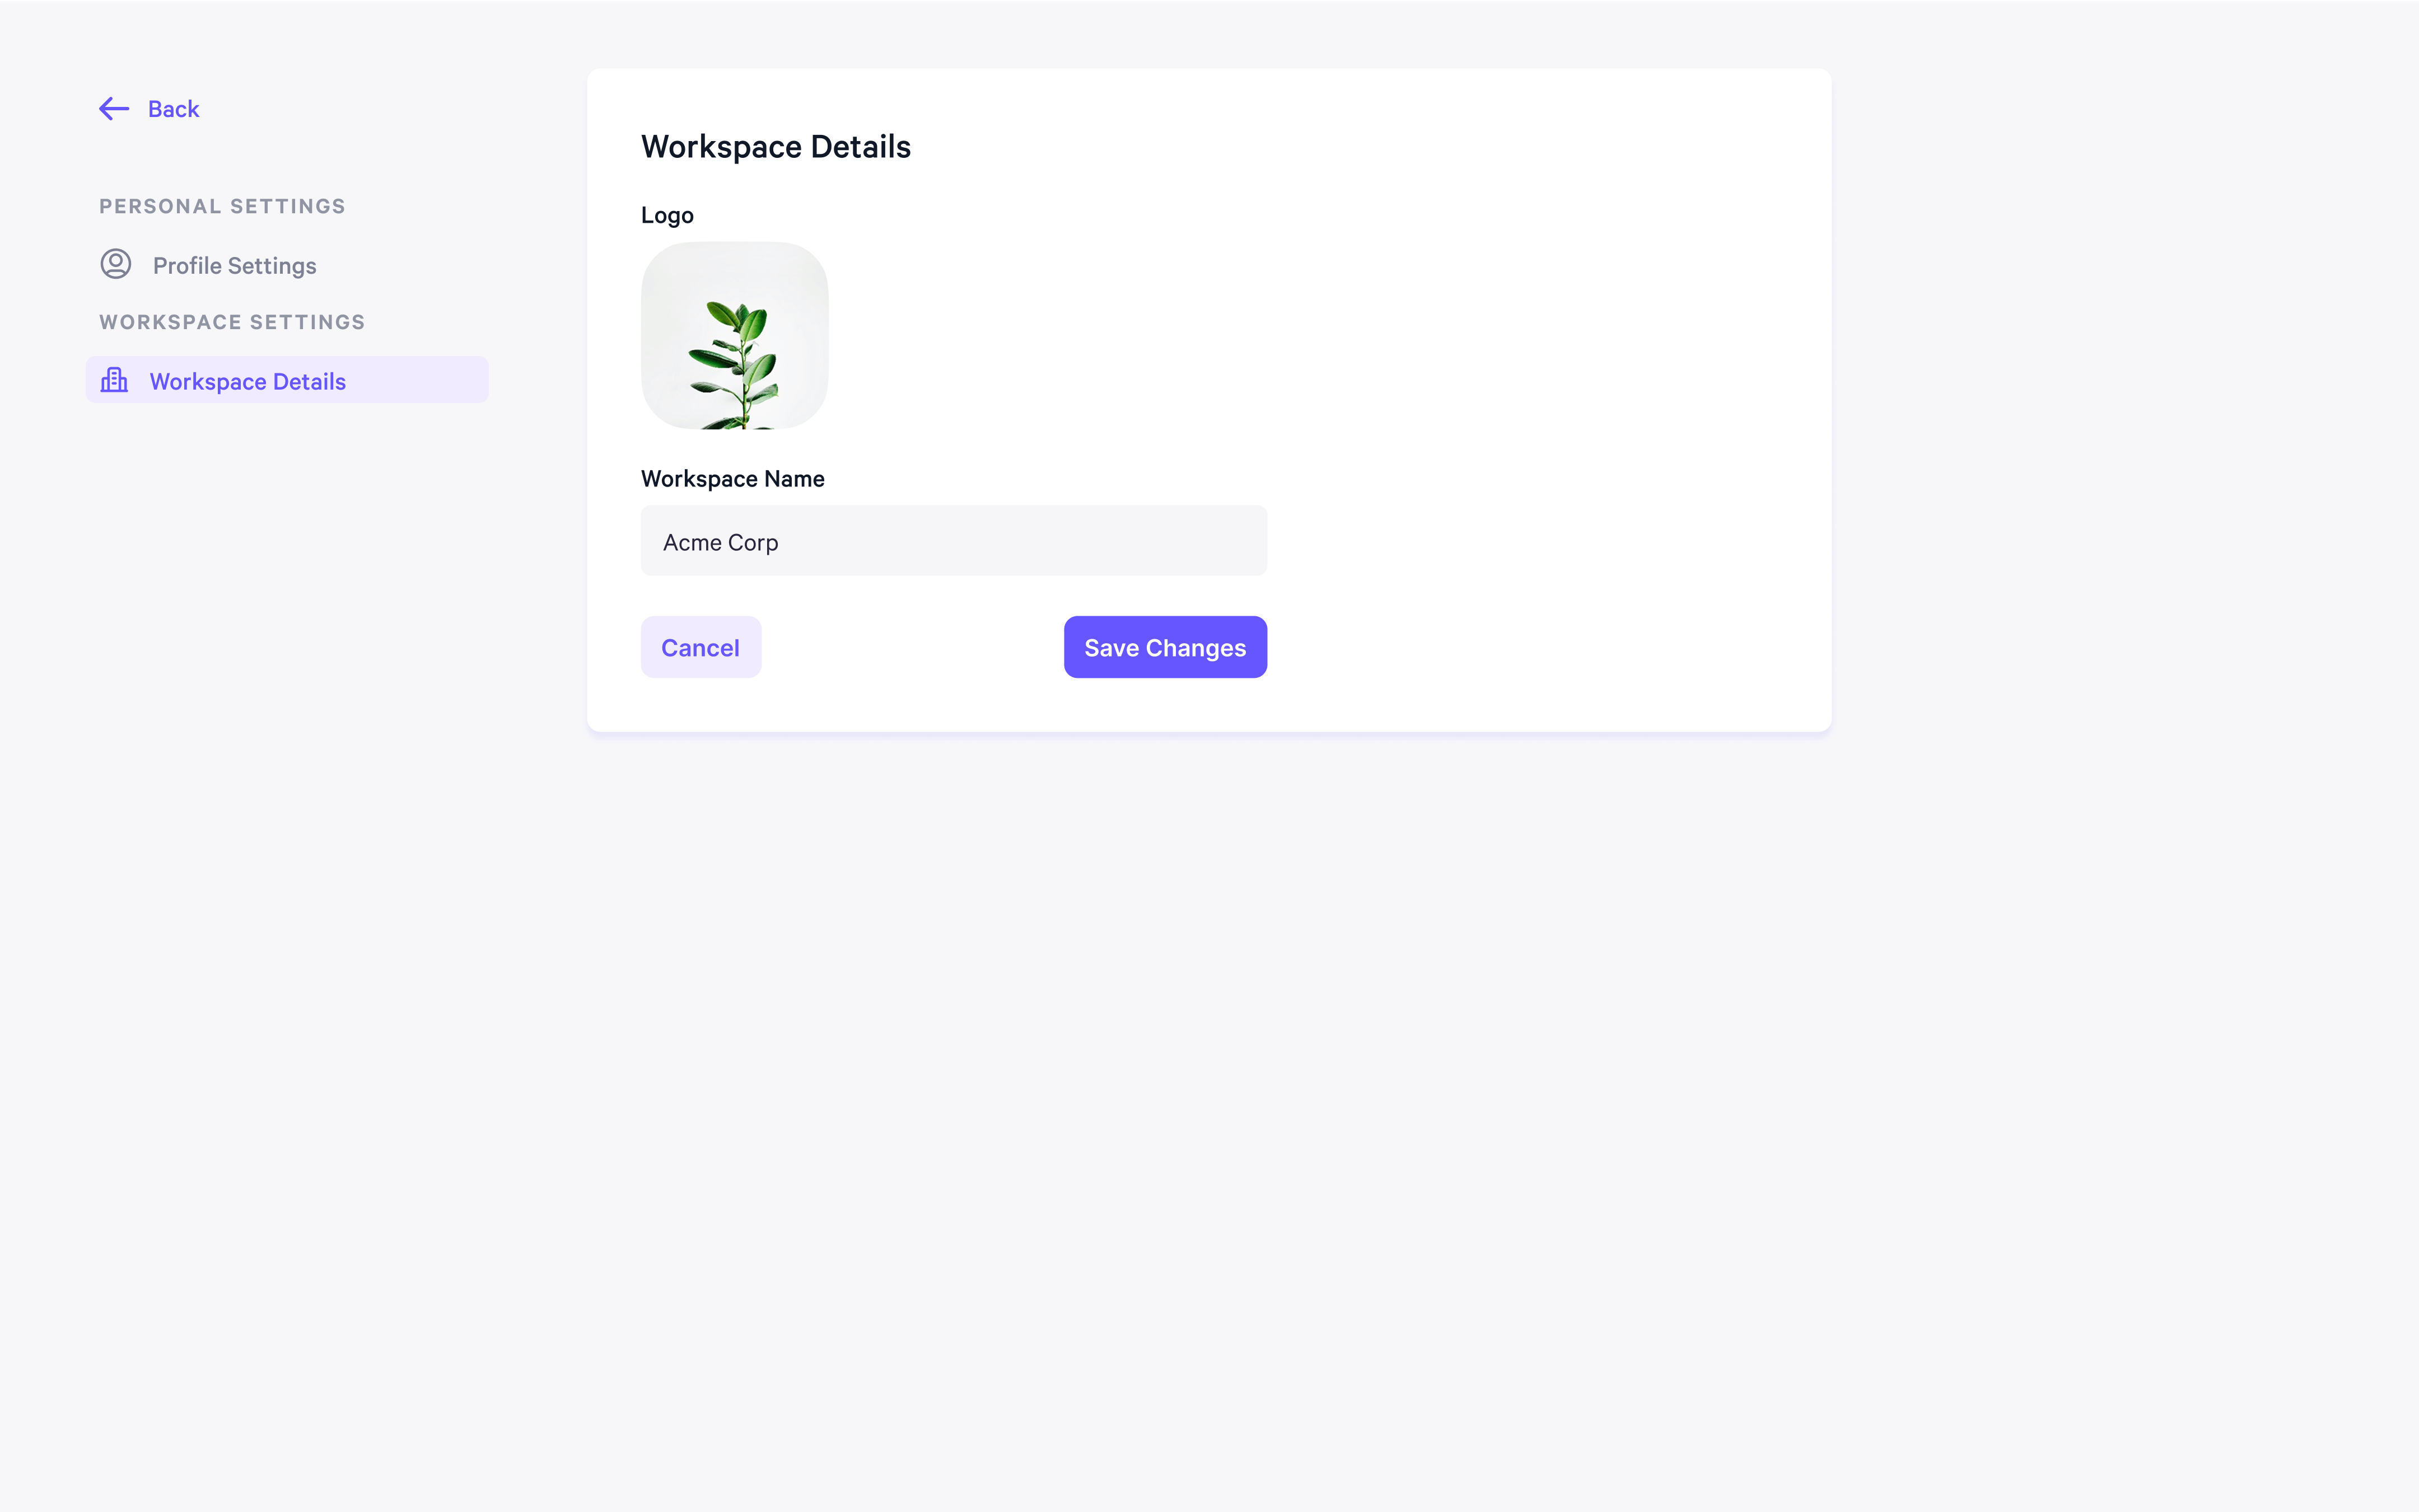 Back
PERSONAL SETTINGS
Profile Settings
WORKSPACE SETTINGS
Workspace Details
Workspace Details
Logo
Workspace Name
Acme Corp
Cancel
Save Changes